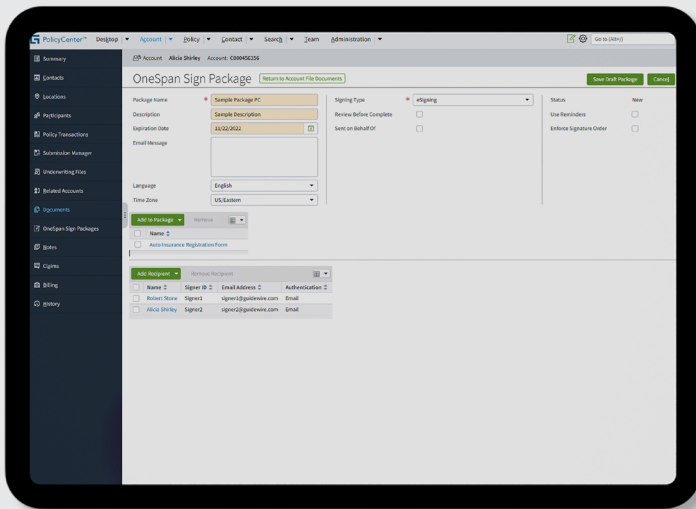 PolicyCenter™ Desktop Account Policy Contact Search Team Administration Go to (Alt+/)
Summary
Contacts
Locations
Participants
Policy Transactions
Submission Manager
Underwriting Files
Related Accounts
Documents
OneSpan Sign Packages
Notes
Claims
Billing
History
Account Alicia Shirley Account: C000456356
OneSpan Sign Package Return to Account File Documents Save Draft Package Cancel
Package Name * Sample Package PC Signing Type * eSigning Status New
Description Sample Description Review Before Complete Use Reminders
Expiration Date 11/22/2022 Sent on Behalf Of Enforce Signature Order
Email Message
Language English
Time Zone US/Eastern
Add to Package Remove
Name
Auto Insurance Registration Form
Add Recipient Remove Recipient
Name Signer ID Email Address Authentication
Robert Stone Signer1 signer1@guidewire.com Email
Alicia Shirley Signer2 signer2@guidewire.com Email